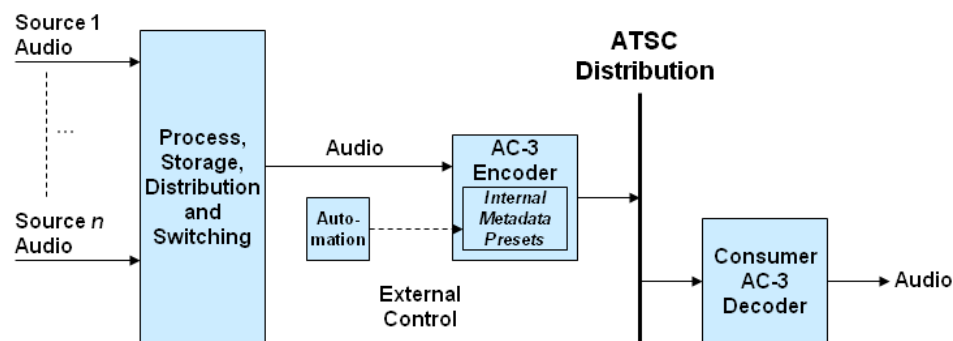 Source 1
Audio
...
Source n
Audio
Process,
Storage,
Distribution
and
Switching
Audio
Auto-
mation
External
Control
AC-3
Encoder
Internal
Metadata
Presets
ATSC
Distribution
Consumer
AC-3
Decoder
Audio